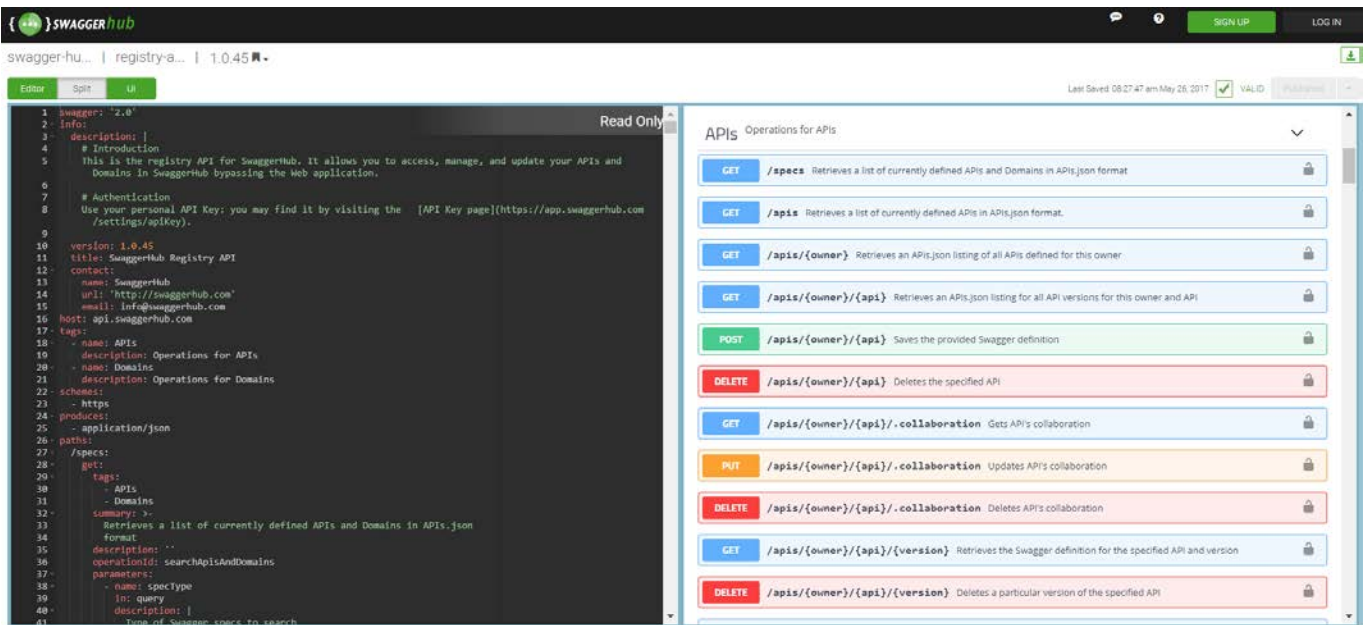 { } SWAGGERhub
SIGN UP LOG IN
swagger-hu... | registry-a... | 1.0.45
Editor Split UI
Last Saved 08:27:47 am May 26, 2017 VALID
Read Only
1 swagger: '2.0'
2 info:
3 description: |
4 # Introduction
5 This is the registry API for SwaggerHub. It allows you to access, manage, and update your APIs and
Domains in SwaggerHub bypassing the Web application.
6
7 # Authentication
8 Use your personal API Key: you may find it by visiting the [API Key page](https://app.swaggerhub.com
/settings/apiKey).
9
10 version: 1.0.45
11 title: SwaggerHub Registry API
12 contact:
13 name: SwaggerHub
14 url: 'http://swaggerhub.com'
15 email: info@swaggerhub.com
16 host: api.swaggerhub.com
17 tags:
18 - name: APIs
19 description: Operations for APIs
20 - name: Domains
21 description: Operations for Domains
22 schemes:
23 - https
24 produces:
25 - application/json
26 paths:
27 /specs:
28 get:
29 tags:
30 - APIs
31 - Domains
32 summary: >-
33 Retrieves a list of currently defined APIs and Domains in APIs.json
34 format
35 description: ''
36 operationId: searchApisAndDomains
37 parameters:
38 - name: specType
39 in: query
40 description: |
41 Type of Swagger specs to search
APIs Operations for APIs
GET /specs Retrieves a list of currently defined APIs and Domains in APIs.json format
GET /apis Retrieves a list of currently defined APIs in APIs.json format.
GET /apis/{owner} Retrieves an APIs.json listing of all APIs defined for this owner
GET /apis/{owner}/{api} Retrieves an APIs.json listing for all API versions for this owner and API
POST /apis/{owner}/{api} Saves the provided Swagger definition
DELETE /apis/{owner}/{api} Deletes the specified API
GET /apis/{owner}/{api}/.collaboration Gets API's collaboration
PUT /apis/{owner}/{api}/.collaboration Updates API's collaboration
DELETE /apis/{owner}/{api}/.collaboration Deletes API's collaboration
GET /apis/{owner}/{api}/{version} Retrieves the Swagger definition for the specified API and version
DELETE /apis/{owner}/{api}/{version} Deletes a particular version of the specified API